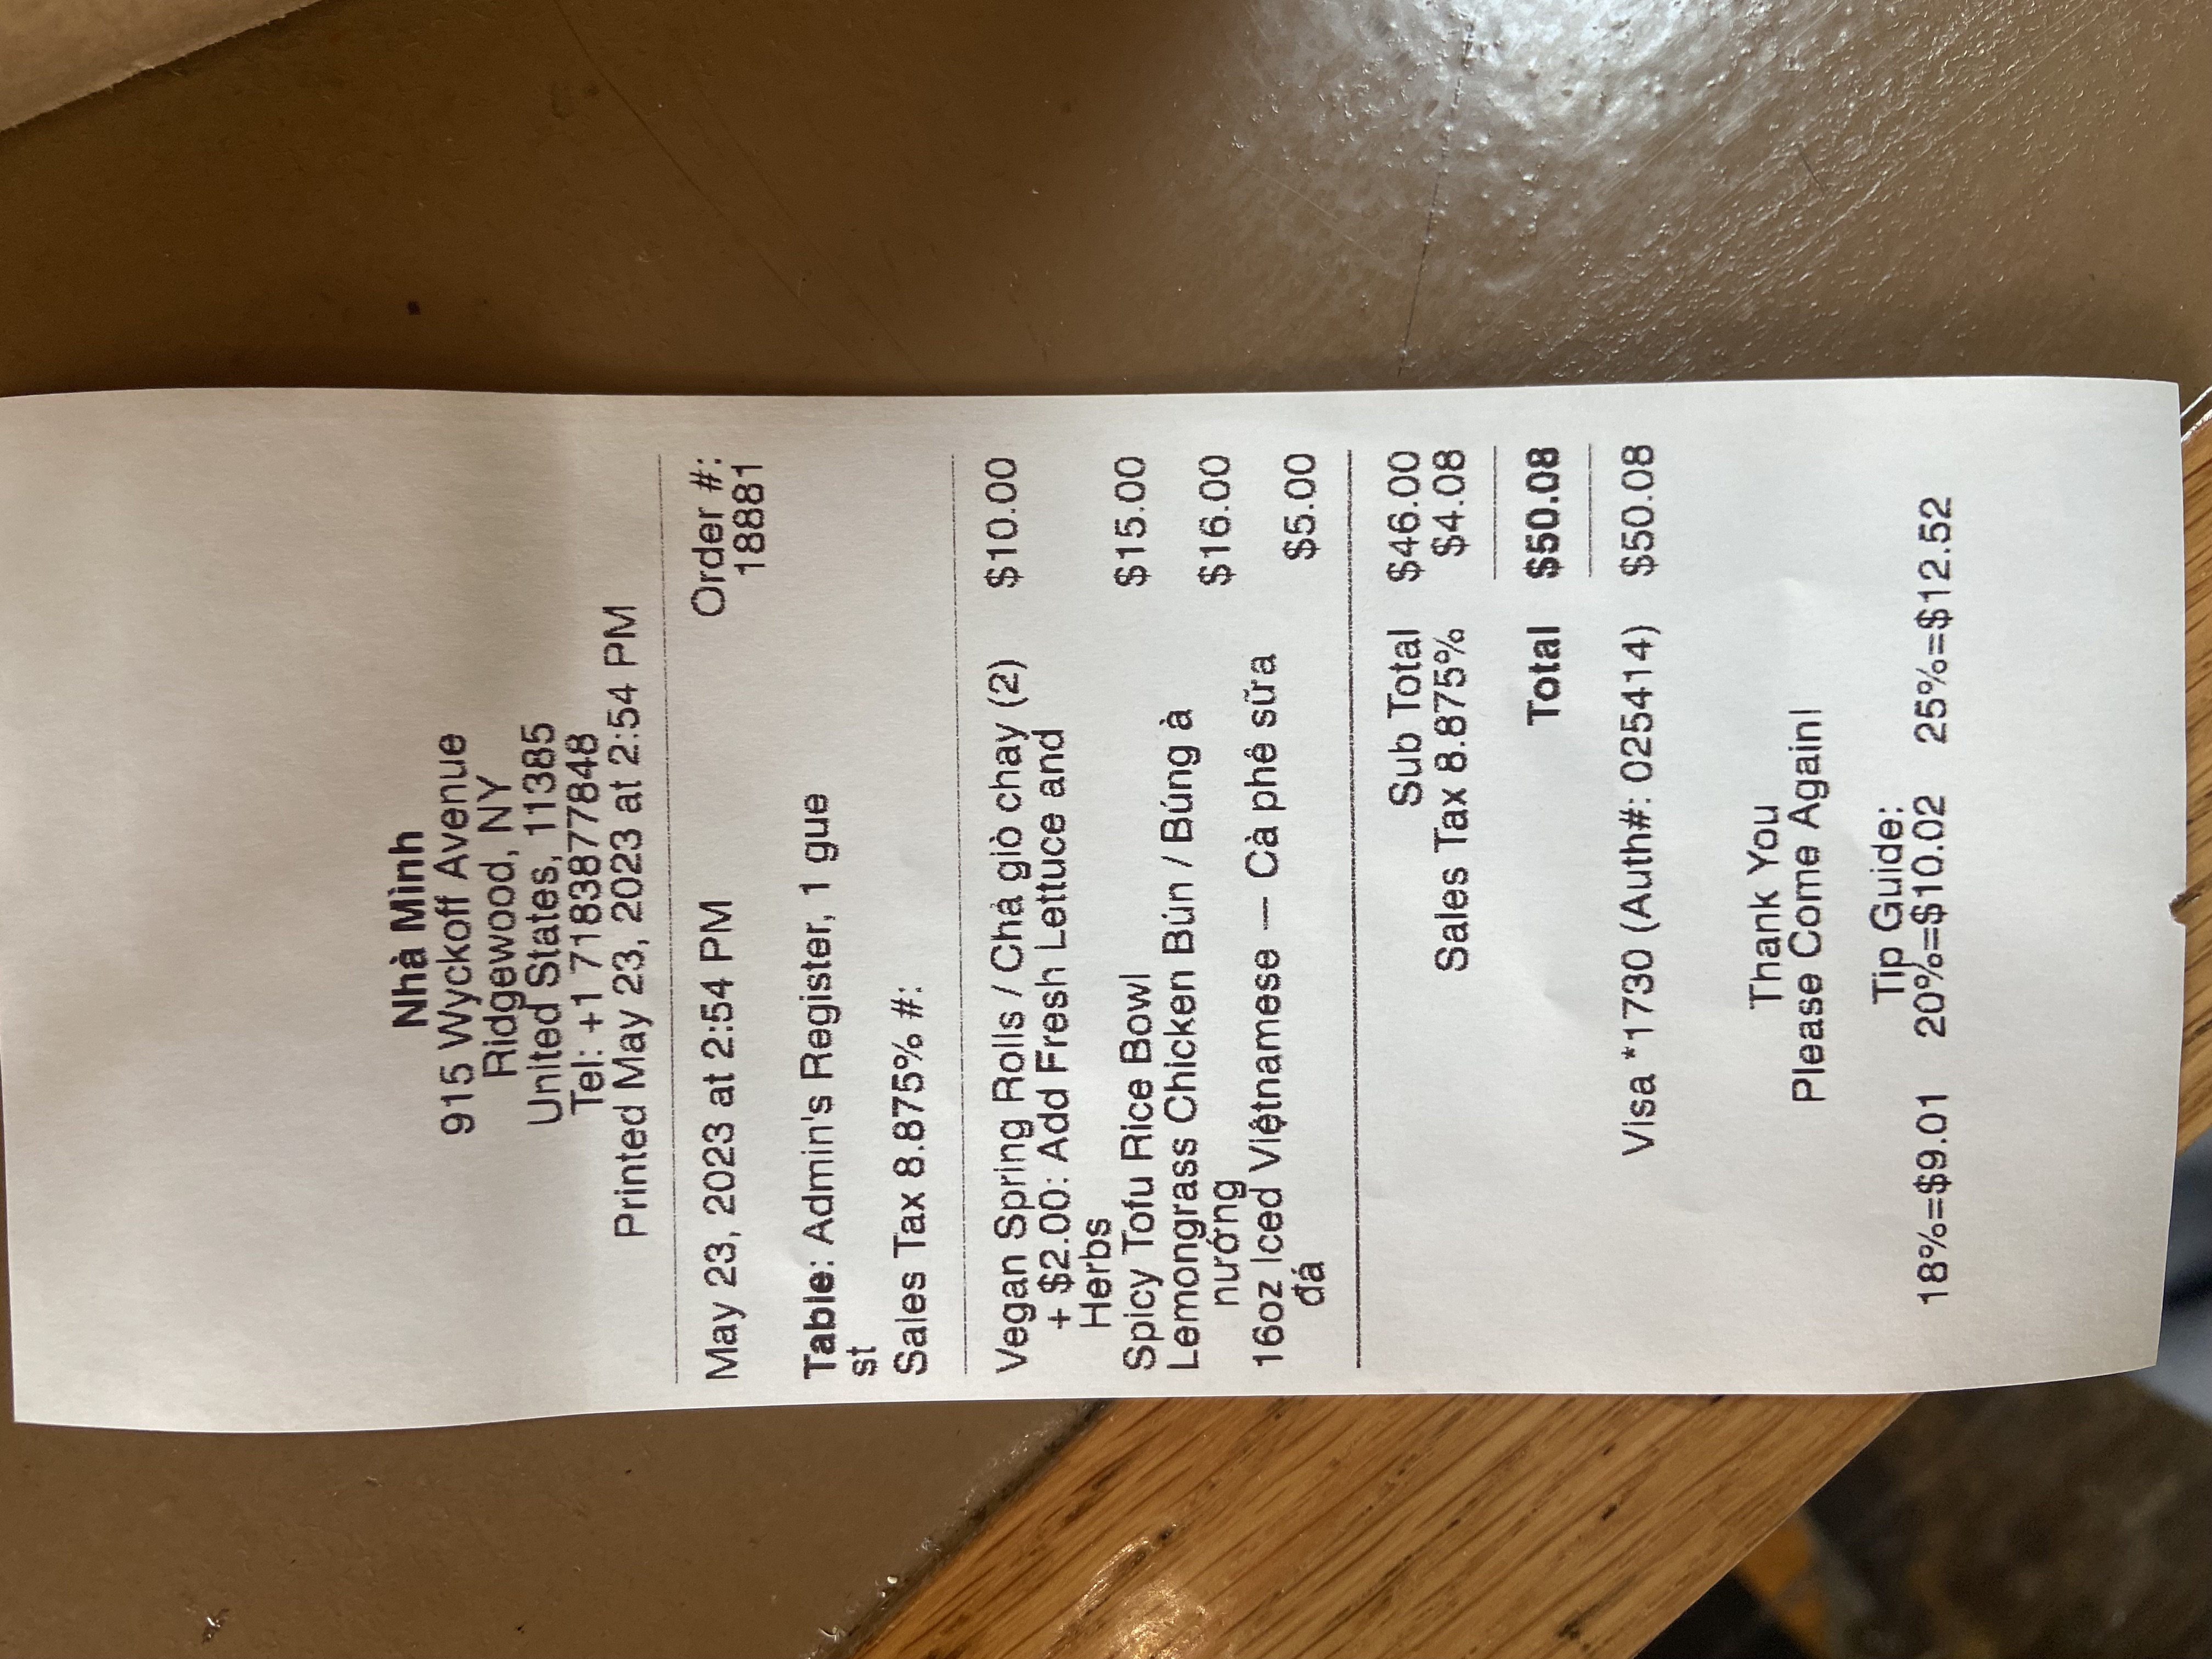 Nhà Mình
915 Wyckoff Avenue
Ridgewood, NY
United States, 11385
Tel: +1 7183877848
Printed May 23, 2023 at 2:54 PM
May 23, 2023 at 2:54 PM Order #:
18881
Table: Admin's Register, 1 gue
st
Sales Tax 8.875% #:
Vegan Spring Rolls / Chả giò chay (2) $10.00
+ $2.00: Add Fresh Lettuce and
Herbs
Spicy Tofu Rice Bowl $15.00
Lemongrass Chicken Bún / Búng à
nướng $16.00
16oz Iced Việtnamese — Cà phê sữa
đá $5.00
Sub Total $46.00
Sales Tax 8.875% $4.08
Total $50.08
Visa *1730 (Auth#: 025414) $50.08
Thank You
Please Come Again!
Tip Guide:
18%=$9.01 20%=$10.02 25%=$12.52